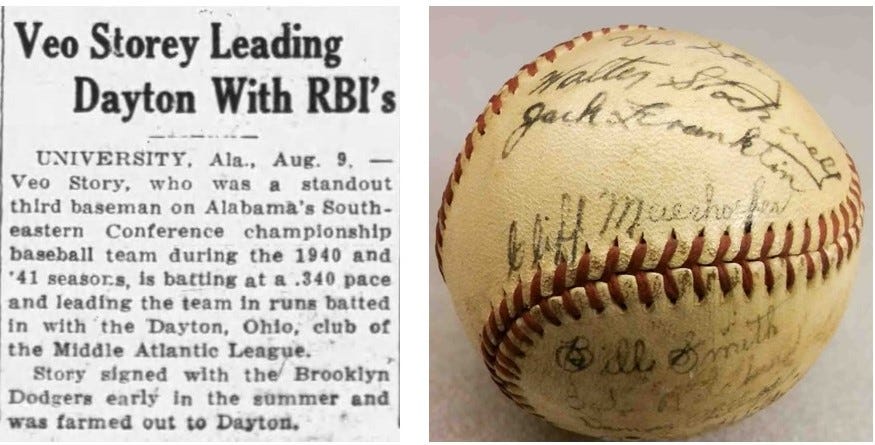 Veo Storey Leading
Dayton With RBI's
UNIVERSITY, Ala., Aug. 9, —
Veo Story, who was a standout
third baseman on Alabama's South-
eastern Conference championship
baseball team during the 1940 and
'41 seasons, is batting at a .340 pace
and leading the team in runs batted
in with the Dayton, Ohio, club of
the Middle Atlantic League.
Story signed with the Brooklyn
Dodgers early in the summer and
was farmed out to Dayton.
Veo
Walter
Jack Franklin
Cliff
Bill Smith